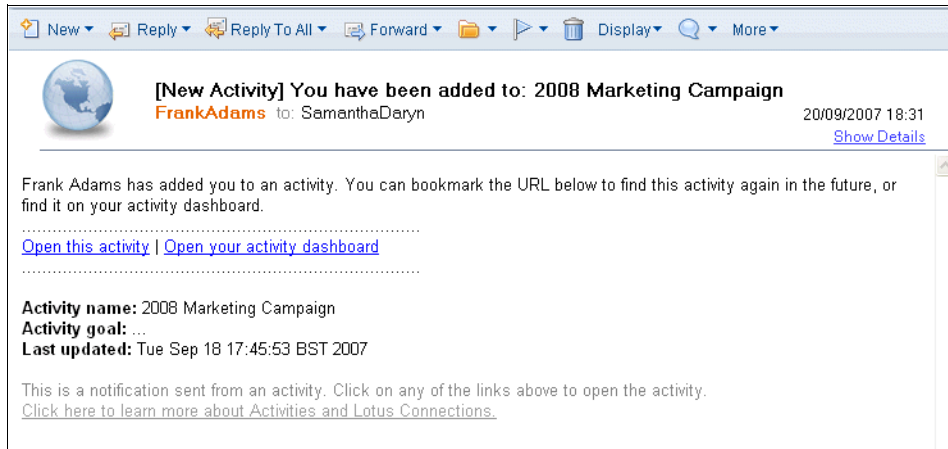 New Reply Reply To All Forward Display More
[New Activity] You have been added to: 2008 Marketing Campaign
FrankAdams to: SamanthaDaryn
20/09/2007 18:31
Show Details
Frank Adams has added you to an activity. You can bookmark the URL below to find this activity again in the future, or
find it on your activity dashboard.
................................................................................
Open this activity | Open your activity dashboard
................................................................................
Activity name: 2008 Marketing Campaign
Activity goal: ...
Last updated: Tue Sep 18 17:45:53 BST 2007
This is a notification sent from an activity. Click on any of the links above to open the activity.
Click here to learn more about Activities and Lotus Connections.